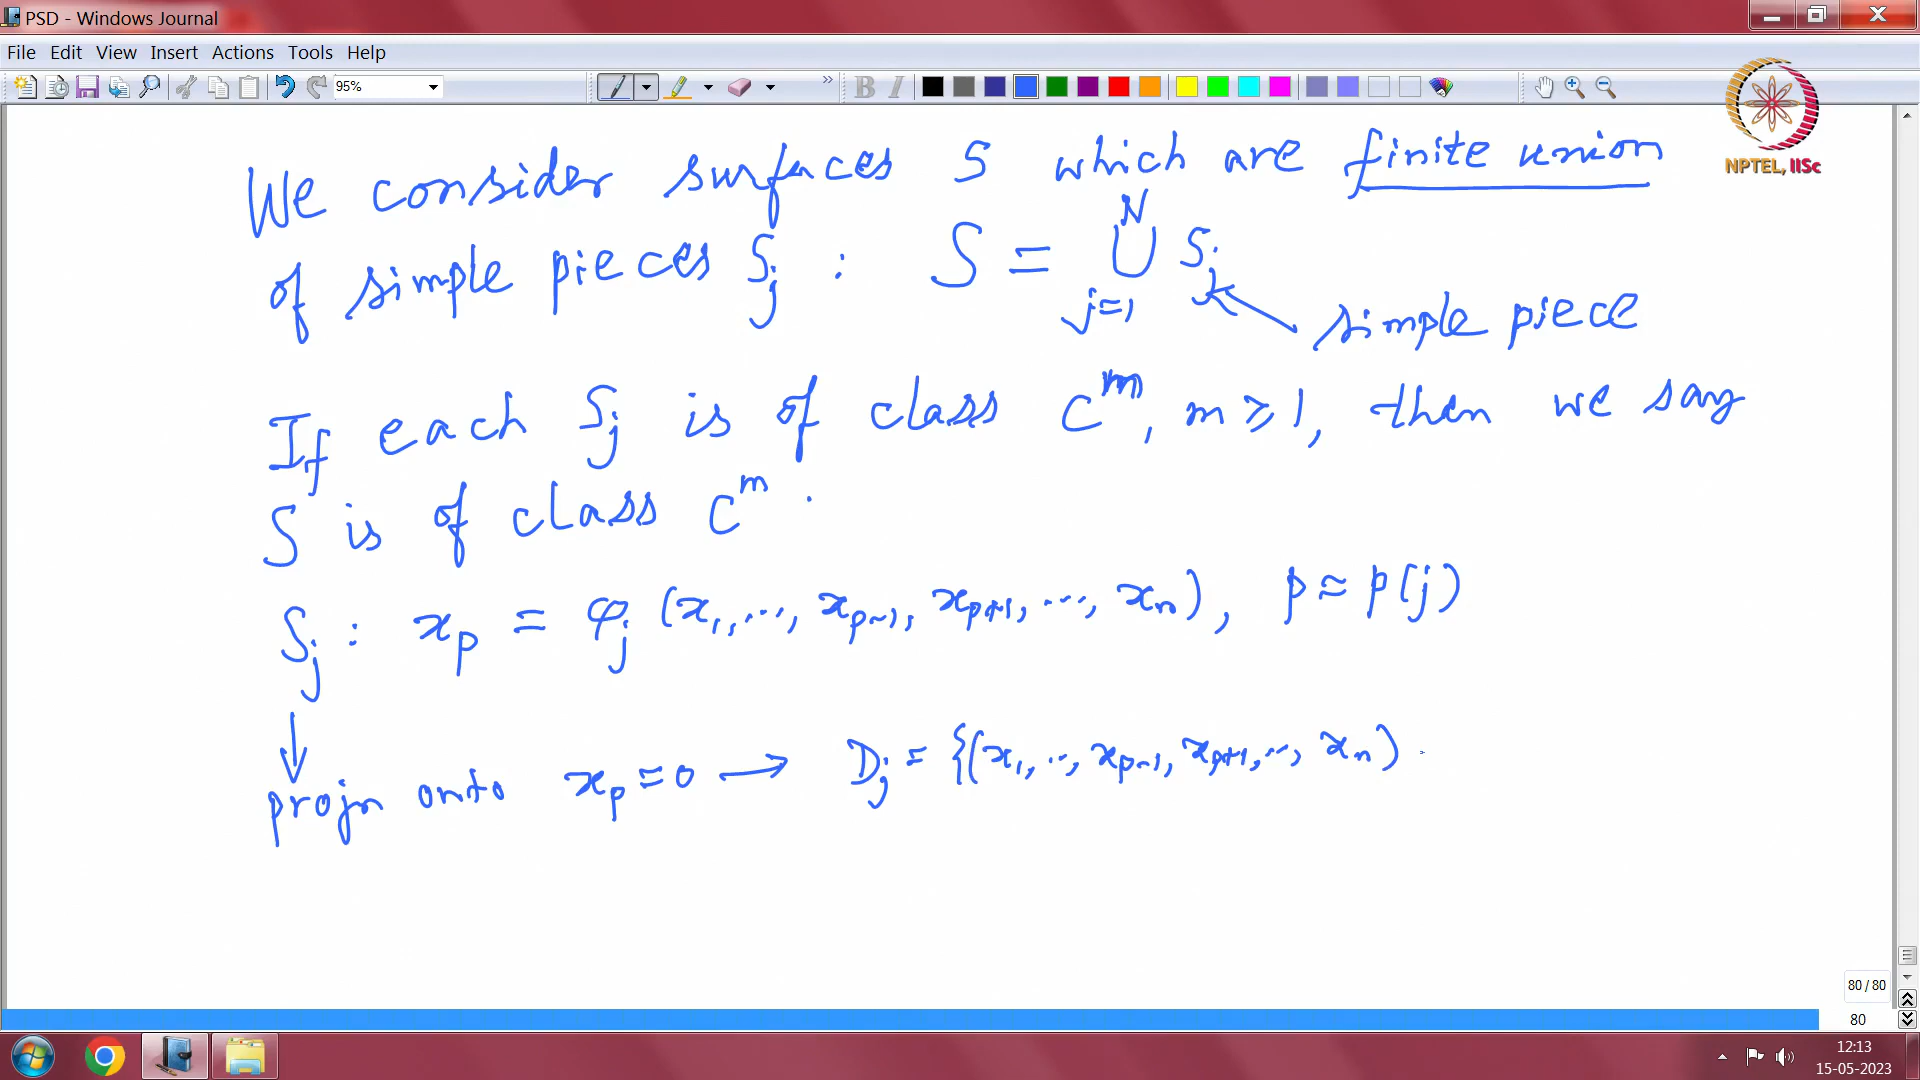 PSD - Windows Journal
File Edit View Insert Actions Tools Help
95%
NPTEL, IISc
We consider surfaces S which are finite union
of simple pieces S_j : S = ⋃_{j=1}^{N} S_j
simple piece
If each S_j is of class C^m, m ≥ 1, then we say
S is of class C^m.
S_j : x_p = φ_j (x_1, ..., x_{p-1}, x_{p+1}, ..., x_n), p = p(j)
↓
projn onto x_p = 0 → D_j = {(x_1, .., x_{p-1}, x_{p+1}, .., x_n)
80 / 80
80
12:13
15-05-2023